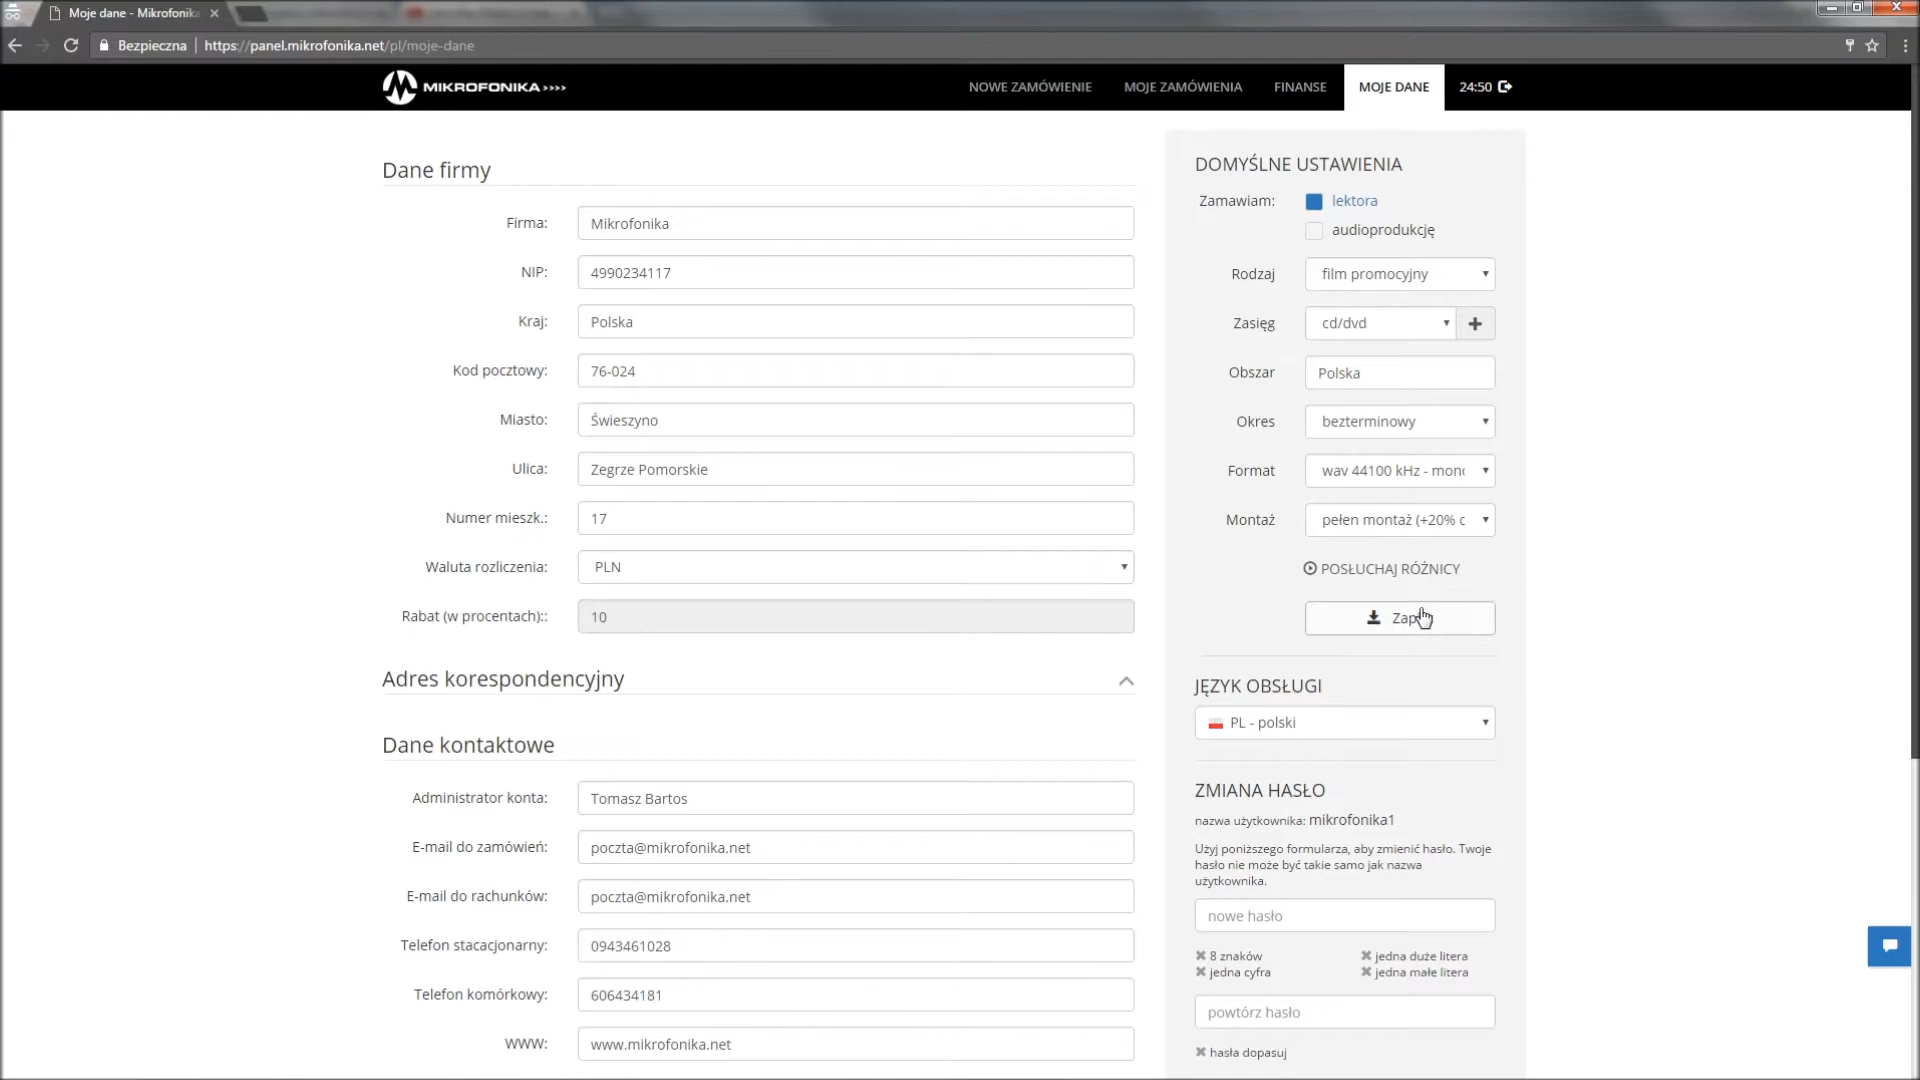 Moje dane - Mikrofonika
Bezpieczna
https://panel.mikrofonika.net/pl/moje-dane
MIKROFONIKA >>>>
NOWE ZAMÓWIENIE
MOJE ZAMÓWIENIA
FINANSE
MOJE DANE
24:50
Dane firmy
Firma: Mikrofonika
NIP: 4990234117
Kraj: Polska
Kod pocztowy: 76-024
Miasto: Świeszyno
Ulica: Zegrze Pomorskie
Numer mieszk.: 17
Waluta rozliczenia: PLN
Rabat (w procentach):: 10
Adres korespondencyjny
Dane kontaktowe
Administrator konta: Tomasz Bartos
E-mail do zamówień: poczta@mikrofonika.net
E-mail do rachunków: poczta@mikrofonika.net
Telefon stacacjonarny: 0943461028
Telefon komórkowy: 606434181
WWW: www.mikrofonika.net
DOMYŚLNE USTAWIENIA
Zamawiam: lektora
audioprodukcję
Rodzaj film promocyjny
Zasięg cd/dvd
Obszar Polska
Okres bezterminowy
Format wav 44100 kHz - mono
Montaż pełen montaż (+20% c
POSŁUCHAJ RÓŻNICY
JĘZYK OBSŁUGI
PL - polski
ZMIANA HASŁO
nazwa użytkownika: mikrofonika1
Użyj poniższego formularza, aby zmienić hasło. Twoje
hasło nie może być takie samo jak nazwa
użytkownika.
nowe hasło
8 znaków jedna duże litera
jedna cyfra jedna małe litera
powtórz hasło
hasła dopasuj